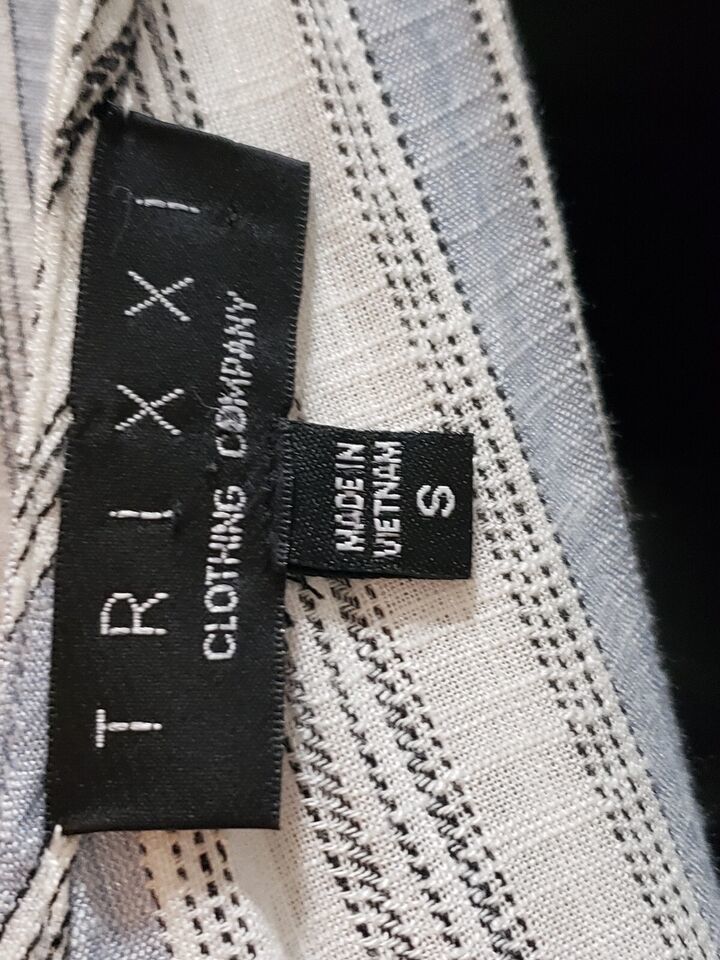 TRIXXI
CLOTHING COMPANY
MADE IN
VIETNAM
S